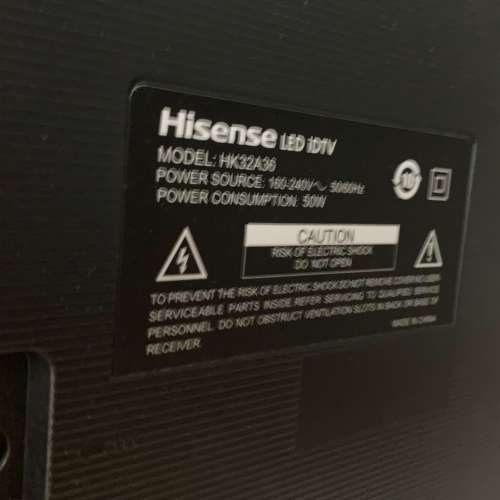 Hisense LED iDTV
MODEL: HK32A36
POWER SOURCE: 160-240V～ 50/60Hz
POWER CONSUMPTION: 50W
10
CAUTION
RISK OF ELECTRIC SHOCK
DO NOT OPEN
TO PREVENT THE RISK OF ELECTRIC SHOCK DO NOT REMOVE COVER NO USER
SERVICEABLE PARTS INSIDE REFER SERVICING TO QUALIFIED SERVICE
PERSONNEL DO NOT OBSTRUCT VENTILATION SLOTS IN BACK OR BASE OF
RECEIVER.
MADE IN CHINA